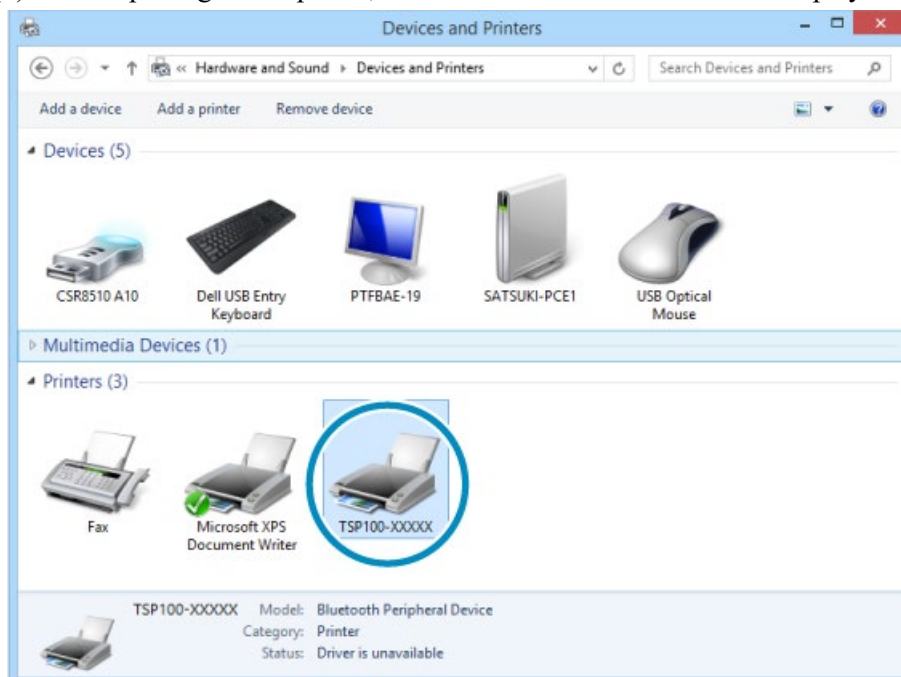 Devices and Printers
« Hardware and Sound ▸ Devices and Printers
Search Devices and Printers
Add a device Add a printer Remove device
Devices (5)
CSR8510 A10
Dell USB Entry
Keyboard
PTFBAE-19
SATSUKI-PCE1
USB Optical
Mouse
Multimedia Devices (1)
Printers (3)
Fax
Microsoft XPS
Document Writer
TSP100-XXXXX
TSP100-XXXXX Model: Bluetooth Peripheral Device
Category: Printer
Status: Driver is unavailable